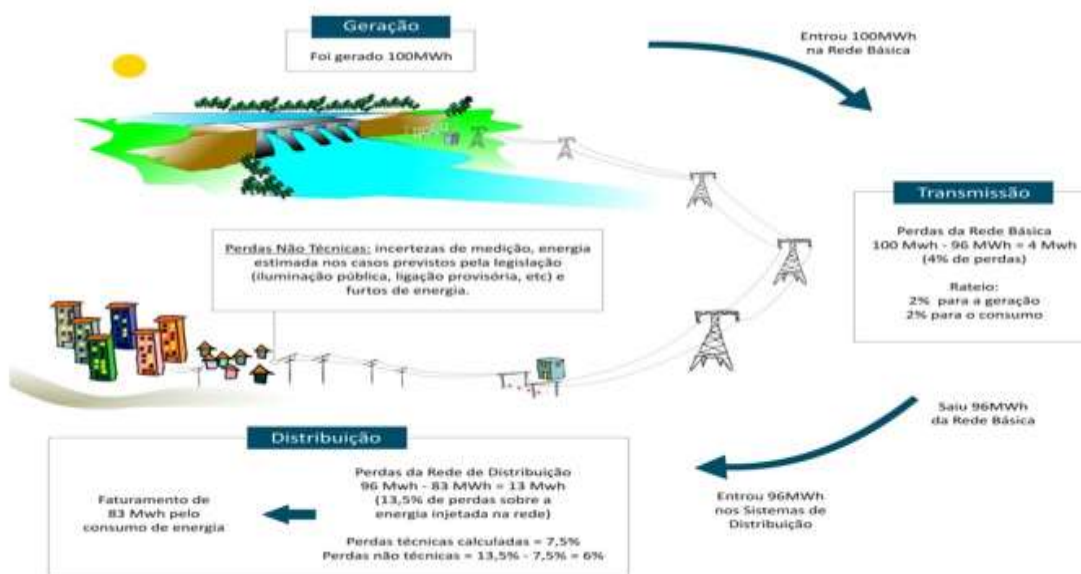 Geração
Foi gerado 100MWh
Entrou 100MWh
na Rede Básica
Transmissão
Perdas da Rede Básica
100 Mwh - 96 MWh = 4 Mwh
(4% de perdas)
Rateio:
2% para a geração
2% para o consumo
Perdas Não Técnicas: incertezas de medição, energia
estimada nos casos previstos pela legislação
(iluminação pública, ligação provisória, etc) e
furtos de energia.
Saiu 96MWh
da Rede Básica
Entrou 96MWh
nos Sistemas de
Distribuição
Distribuição
Perdas da Rede de Distribuição
96 Mwh - 83 MWh = 13 Mwh
(13,5% de perdas sobre a
energia injetada na rede)
Perdas técnicas calculadas = 7,5%
Perdas não técnicas = 13,5% - 7,5% = 6%
Faturamento de
83 Mwh pelo
consumo de energia